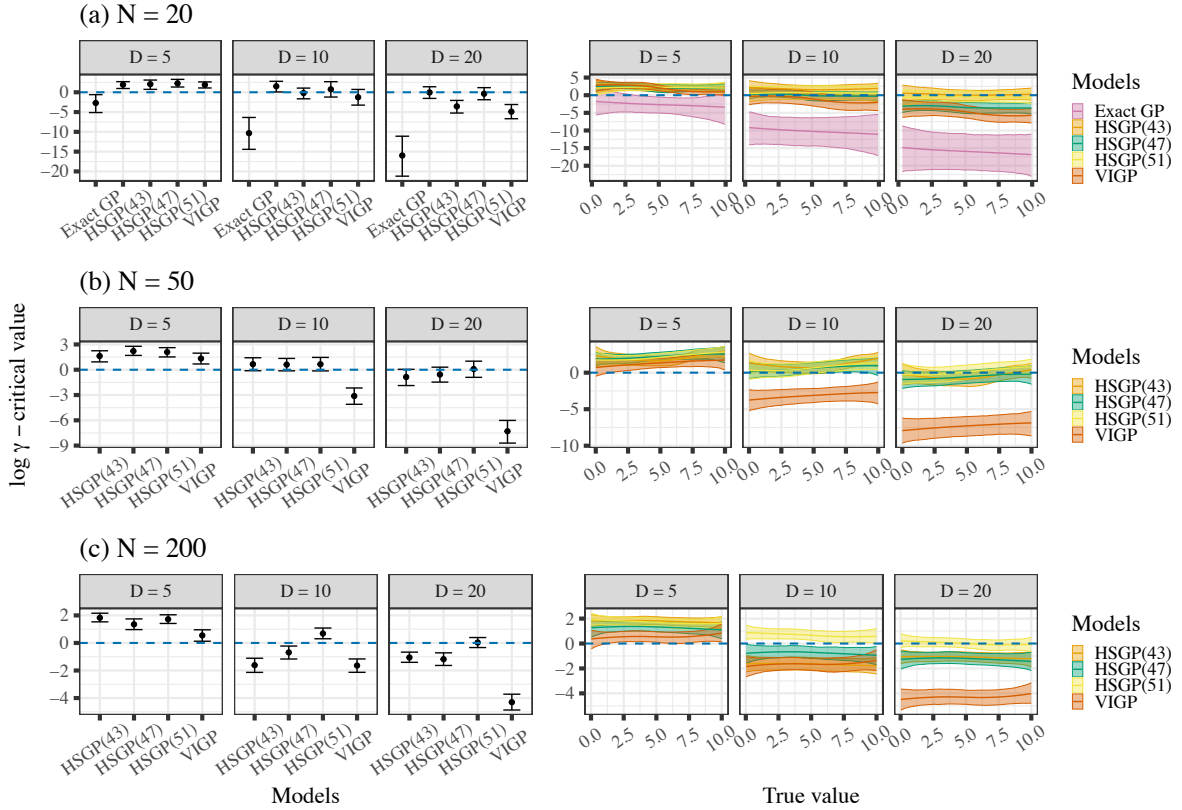 (a) N = 20
D = 5
D = 10
D = 20
D = 5
D = 10
D = 20
0
−5
−10
−15
−20
5
0
−5
−10
−15
−20
Exact GP
HSGP(43)
HSGP(47)
HSGP(51)
VIGP
Exact GP
HSGP(43)
HSGP(47)
HSGP(51)
VIGP
Exact GP
HSGP(43)
HSGP(47)
HSGP(51)
VIGP
0.0 2.5 5.0 7.5 10.0
0.0 2.5 5.0 7.5 10.0
0.0 2.5 5.0 7.5 10.0
Models
Exact GP
HSGP(43)
HSGP(47)
HSGP(51)
VIGP
log γ − critical value
(b) N = 50
D = 5
D = 10
D = 20
D = 5
D = 10
D = 20
3
0
−3
−6
−9
0
−5
−10
HSGP(43)
HSGP(47)
HSGP(51)
VIGP
HSGP(43)
HSGP(47)
HSGP(51)
VIGP
HSGP(43)
HSGP(47)
HSGP(51)
VIGP
0.0 2.5 5.0 7.5 10.0
0.0 2.5 5.0 7.5 10.0
0.0 2.5 5.0 7.5 10.0
Models
HSGP(43)
HSGP(47)
HSGP(51)
VIGP
(c) N = 200
D = 5
D = 10
D = 20
D = 5
D = 10
D = 20
2
0
−2
−4
2
0
−2
−4
HSGP(43)
HSGP(47)
HSGP(51)
VIGP
HSGP(43)
HSGP(47)
HSGP(51)
VIGP
HSGP(43)
HSGP(47)
HSGP(51)
VIGP
0.0 2.5 5.0 7.5 10.0
0.0 2.5 5.0 7.5 10.0
0.0 2.5 5.0 7.5 10.0
Models
HSGP(43)
HSGP(47)
HSGP(51)
VIGP
Models
True value